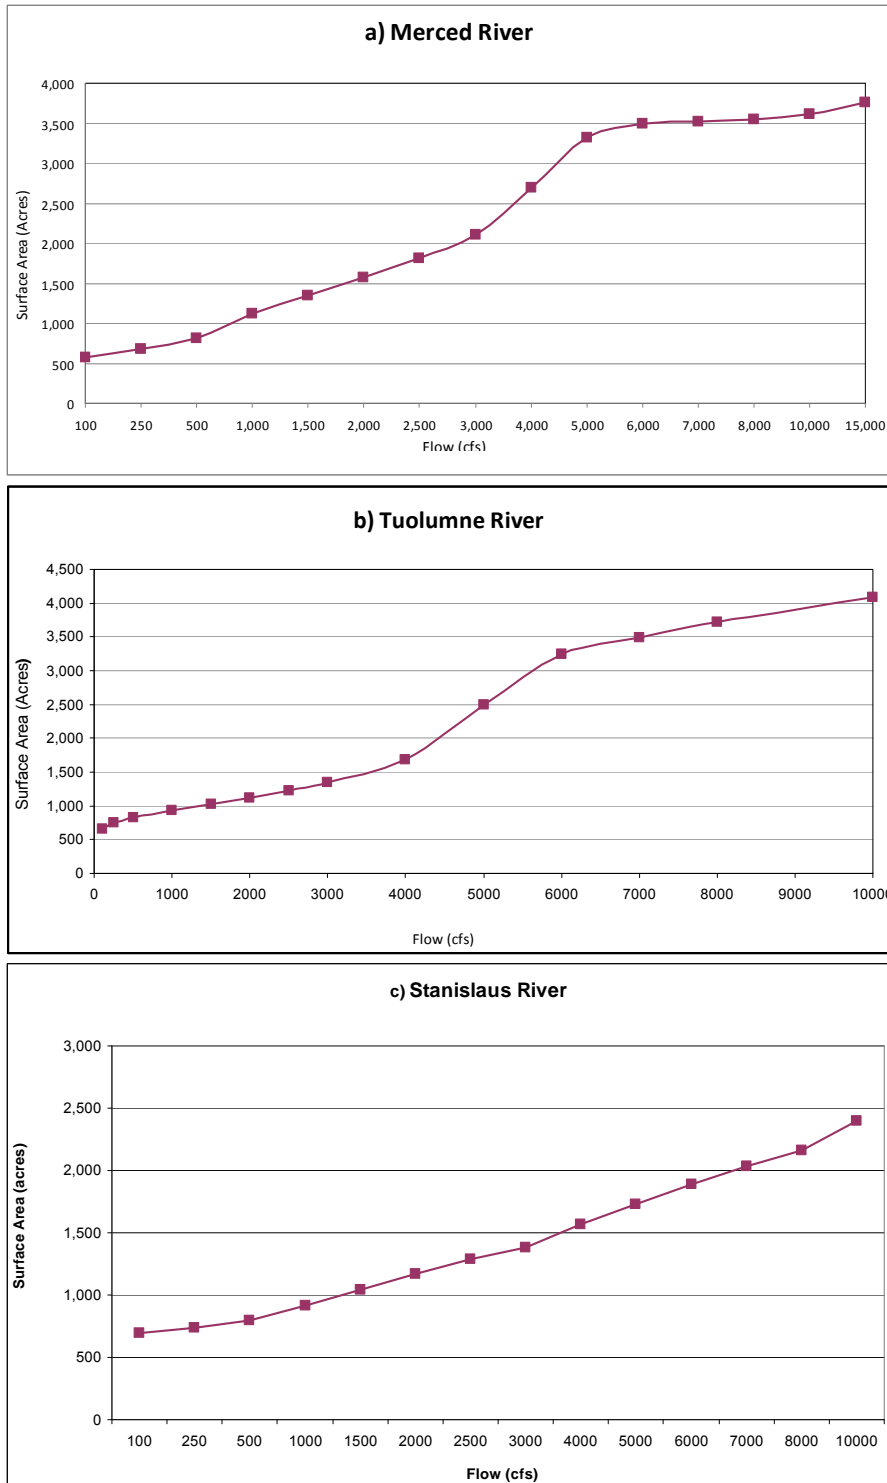 a) Merced River
4,000
3,500
3,000
2,500
2,000
1,500
1,000
500
0
Surface Area (Acres)
100 250 500 1,000 1,500 2,000 2,500 3,000 4,000 5,000 6,000 7,000 8,000 10,000 15,000
Flow (cfs)
b) Tuolumne River
4,500
4,000
3,500
3,000
2,500
2,000
1,500
1,000
500
0
Surface Area (Acres)
0 1000 2000 3000 4000 5000 6000 7000 8000 9000 10000
Flow (cfs)
c) Stanislaus River
3,000
2,500
2,000
1,500
1,000
500
0
Surface Area (acres)
100 250 500 1000 1500 2000 2500 3000 4000 5000 6000 7000 8000 10000
Flow (cfs)